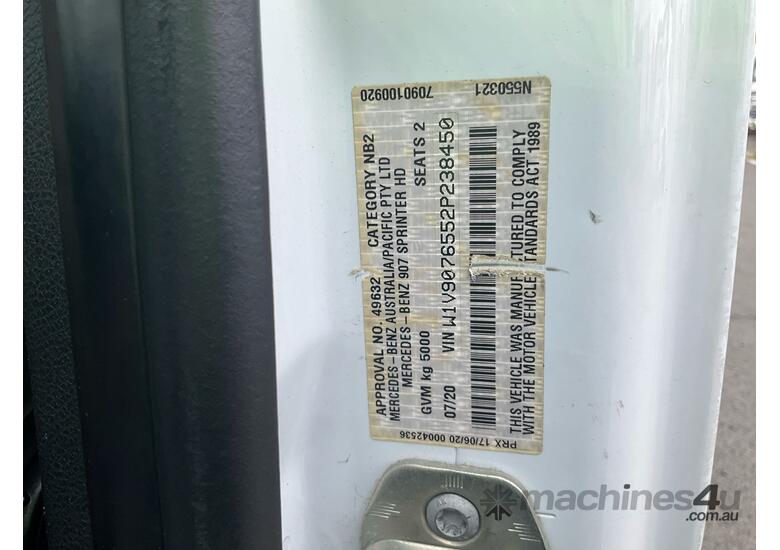 APPROVAL NO. 49632 CATEGORY NB2 7090100920
MERCEDES-BENZ AUSTRALIA/PACIFIC PTY LTD
MERCEDES-BENZ 907 SPRINTER HD
GVM kg 5000 SEATS 2
07/20 VIN W1V9076552P238450
THIS VEHICLE WAS MANUFACTURED TO COMPLY
WITH THE MOTOR VEHICLE STANDARDS ACT 1989
PRX 17/06/20 00042536 N550321
machines4u
.com.au